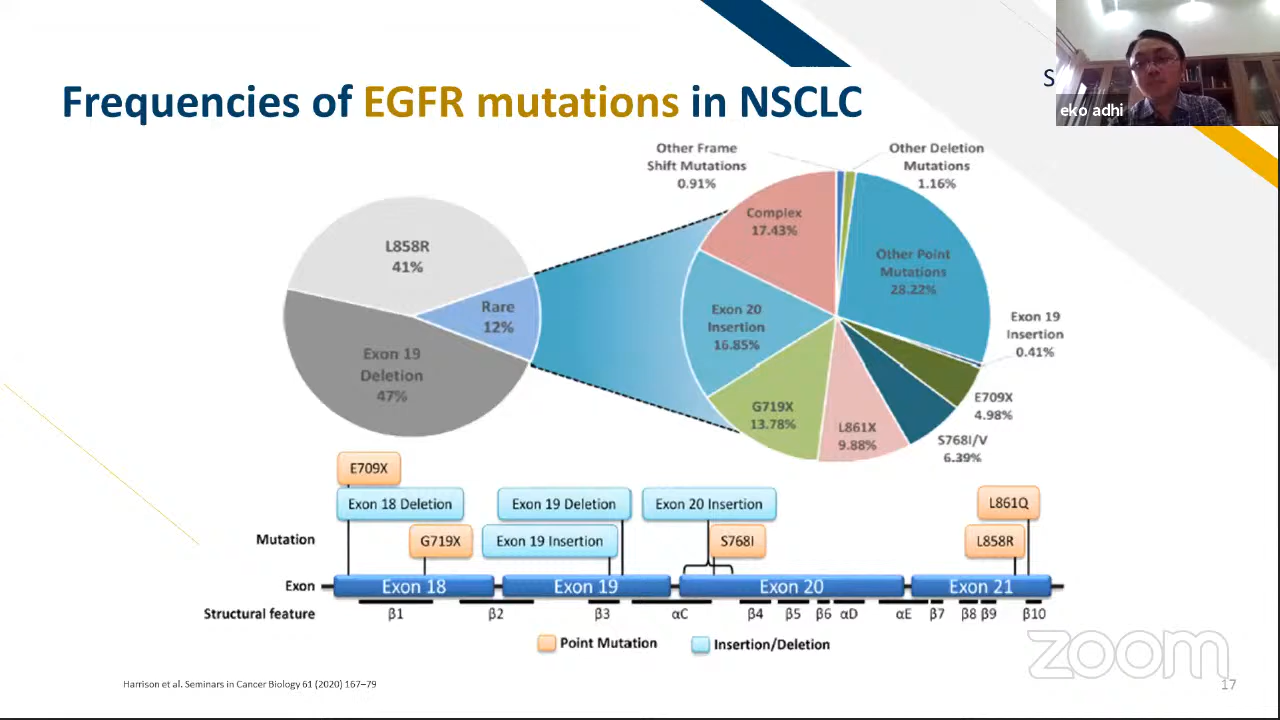 Frequencies of EGFR mutations in NSCLC
S
eko adhi
Other Frame
Shift Mutations
0.91%
Other Deletion
Mutations
1.16%
Complex
17.43%
Other Point
Mutations
28.22%
L858R
41%
Rare
12%
Exon 19
Deletion
47%
Exon 20
Insertion
16.85%
Exon 19
Insertion
0.41%
G719X
13.78%
L861X
9.88%
E709X
4.98%
S768I/V
6.39%
E709X
Exon 18 Deletion
Exon 19 Deletion
Exon 20 Insertion
L861Q
Mutation
G719X
Exon 19 Insertion
S768I
L858R
Exon
Exon 18
Exon 19
Exon 20
Exon 21
Structural feature
β1
β2
β3
αC
β4
β5
β6
αD
αE
β7
β8
β9
β10
Point Mutation
Insertion/Deletion
zoom
Harrison et al. Seminars in Cancer Biology 61 (2020) 167–79
17